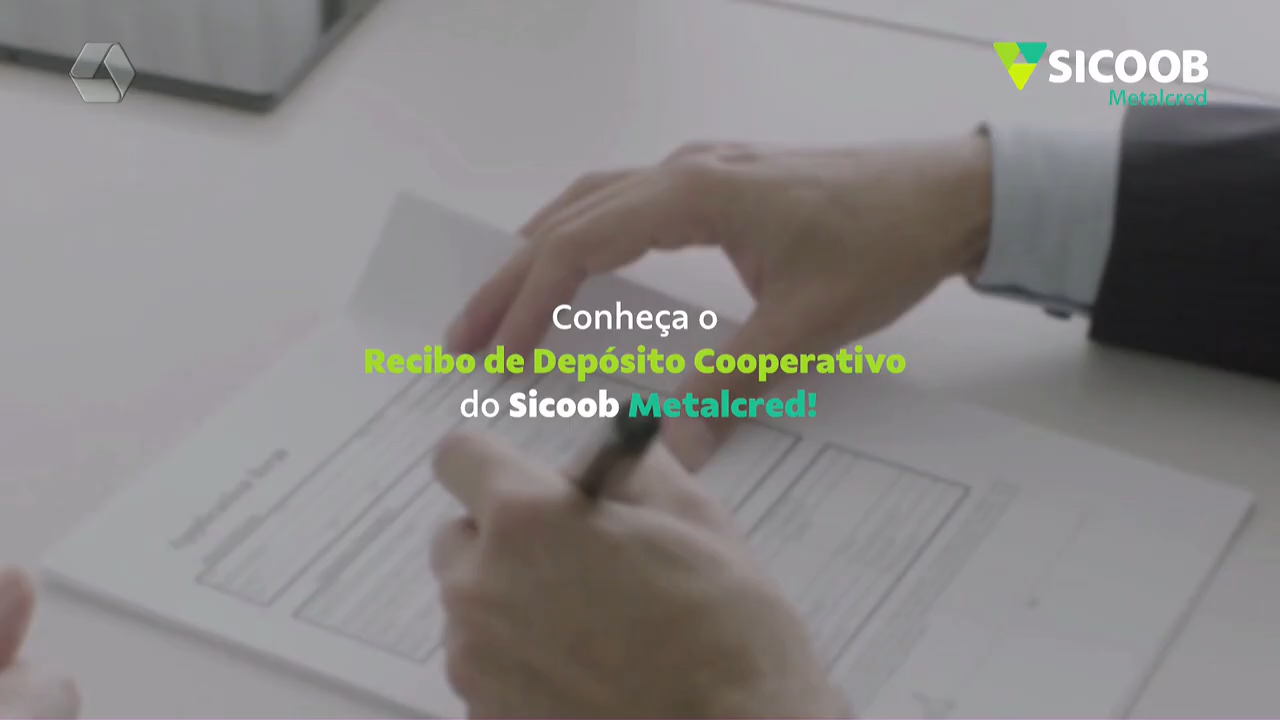 SICOOB
Metalcred
Conheça o
Recibo de Depósito Cooperativo
do Sicoob Metalcred!